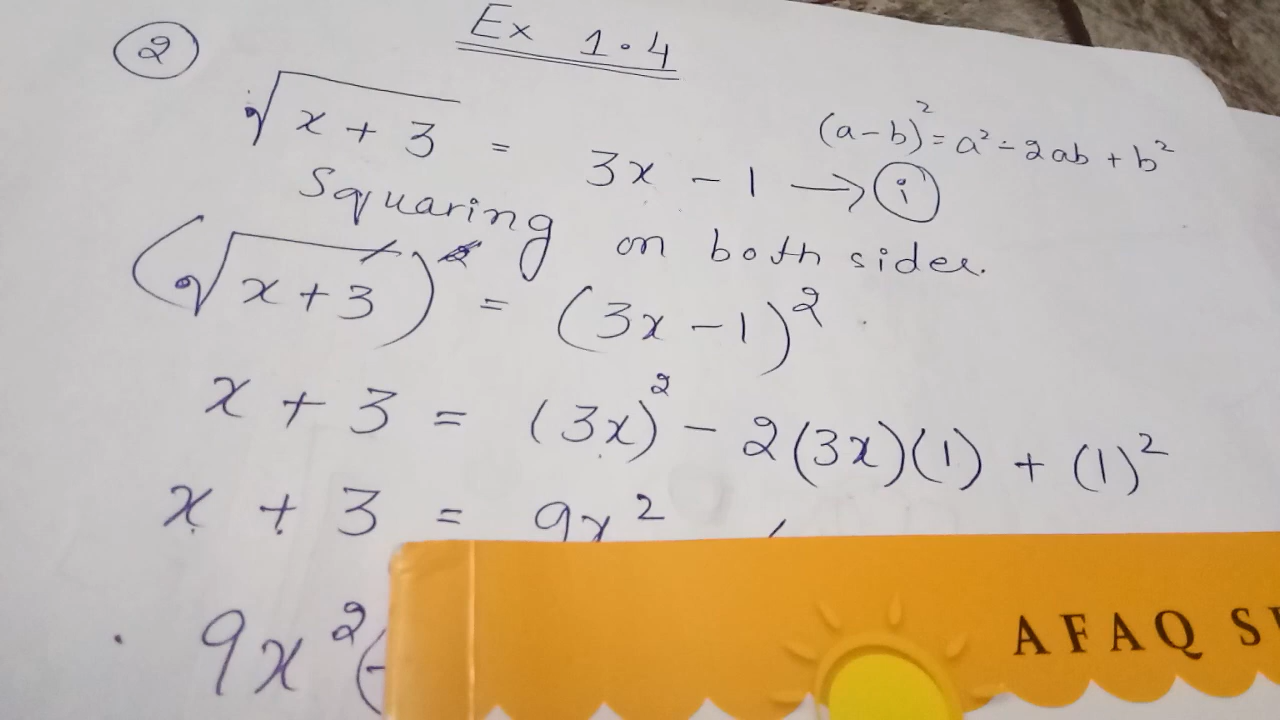 Ex 1.4
②
√x + 3 = 3x - 1 → ⓘ
(a-b)² = a² - 2ab + b²
Squaring on both sides.
(√x + 3)² = (3x - 1)²
x + 3 = (3x)² - 2(3x)(1) + (1)²
x + 3 = 9x²
9x²
AFAQ